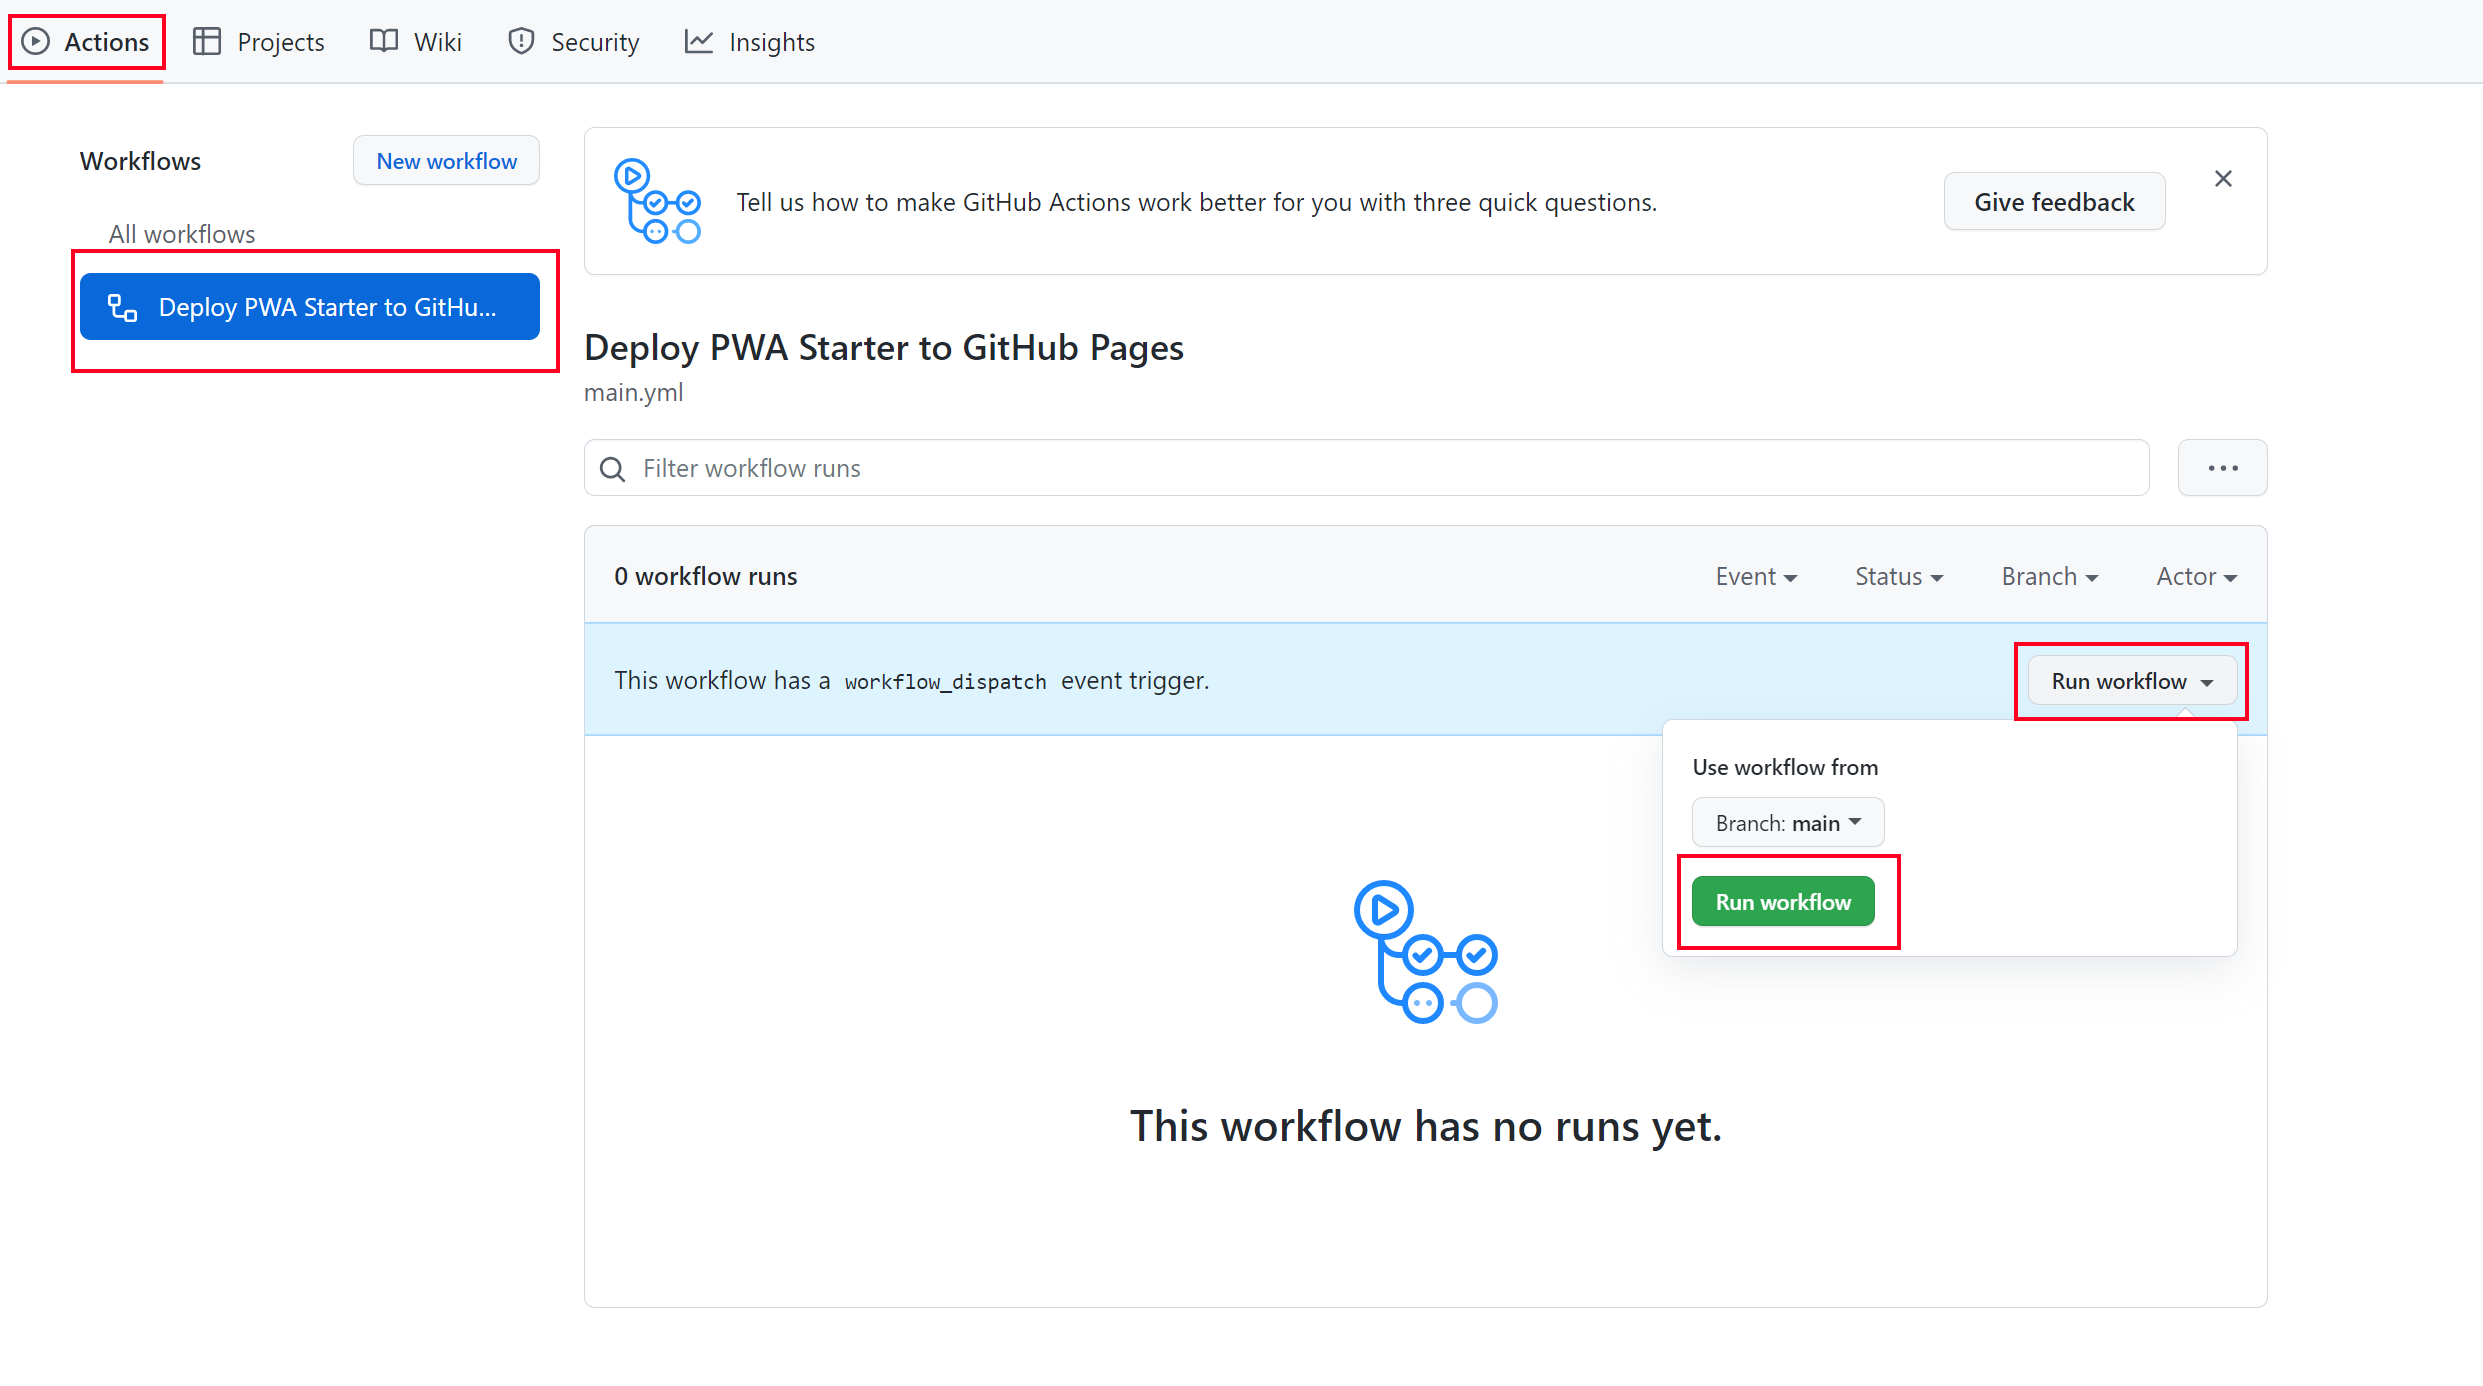 Actions Projects Wiki Security Insights
Workflows
New workflow
All workflows
Deploy PWA Starter to GitHu...
Tell us how to make GitHub Actions work better for you with three quick questions.
Give feedback
Deploy PWA Starter to GitHub Pages
main.yml
Filter workflow runs
0 workflow runs
Event Status Branch Actor
This workflow has a workflow_dispatch event trigger.
Run workflow
Use workflow from
Branch: main
Run workflow
This workflow has no runs yet.